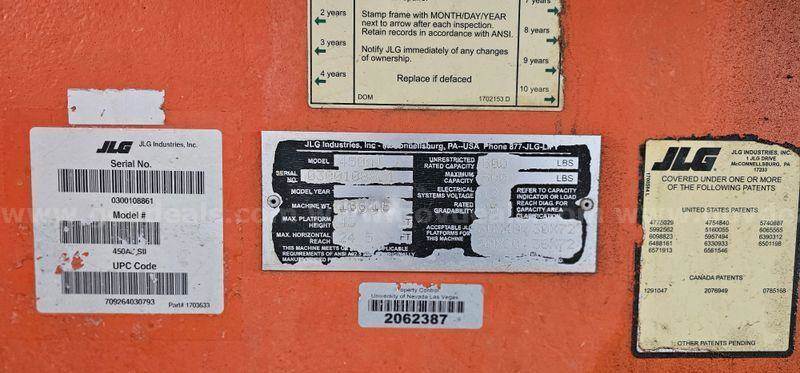 7 years
2 years
Stamp frame with MONTH/DAY/YEAR
next to arrow after each inspection.
Retain records in accordance with ANSI.
8 years
3 years
Notify JLG immediately of any changes
of ownership.
9 years
4 years
Replace if defaced
10 years
DOM
1702153 D
JLG
JLG Industries, Inc.
Serial No.
0300108861
Model #
SII
UPC Code
709264030793
Part# 1703633
JLG Industries, Inc - PA--USA Phone 877-JLG-LIFT
MODEL
SERIAL
NO.
MODEL YEAR
MACHINE WT.
MAX. PLATFORM
HEIGHT
MAX. HORIZONTAL
REACH
THIS MACHINE MEETS ALL APPLICABLE
REQUIREMENTS OF ANSI
UNRESTRICTED
RATED CAPACITY
LBS
MAXIMUM
CAPACITY
LBS
ELECTRICAL
SYSTEMS VOLTAGE
RATED
GRADABILITY
ACCEPTABLE JLG
PLATFORMS FOR
THIS MACHINE
REFER TO CAPACITY
INDICATOR OR LOAD
REACH DIAG. FOR
CAPACITY AREA
CLASSIFICATION
Property Control
University of Nevada Las Vegas
2062387
JLG
JLG INDUSTRIES, INC.
1 JLG DRIVE
McCONNELLSBURG, PA
17233
COVERED UNDER ONE OR MORE
OF THE FOLLOWING PATENTS
UNITED STATES PATENTS
4775029 4754840 5740887
5992562 5160055 6065565
6098823 5957494 6390312
6488161 6330933 6501198
6571913 6561546
CANADA PATENTS
1291047 2076949 0785168
OTHER PATENTS PENDING